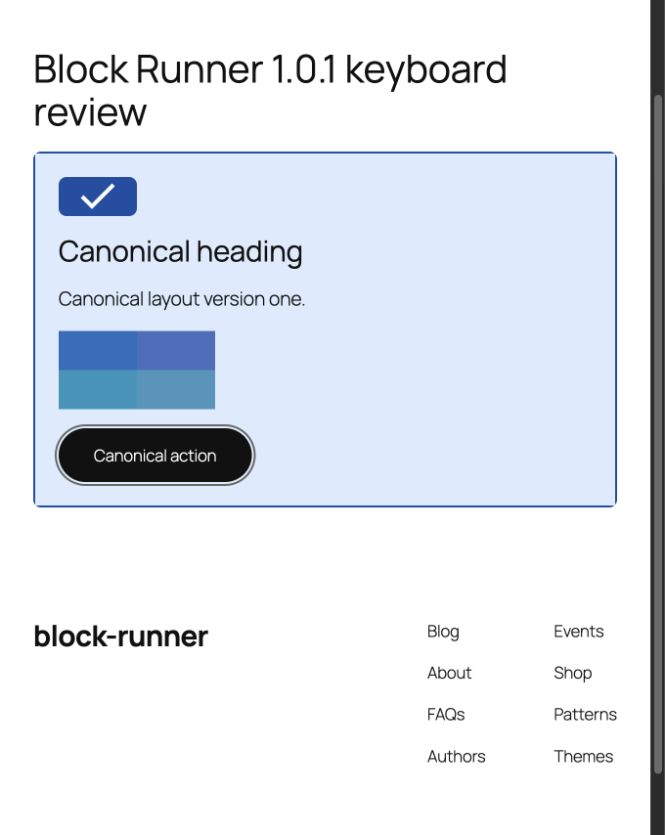 Block Runner 1.0.1 keyboard
review
Canonical heading
Canonical layout version one.
Canonical action
block-runner
Blog
About
FAQs
Authors
Events
Shop
Patterns
Themes